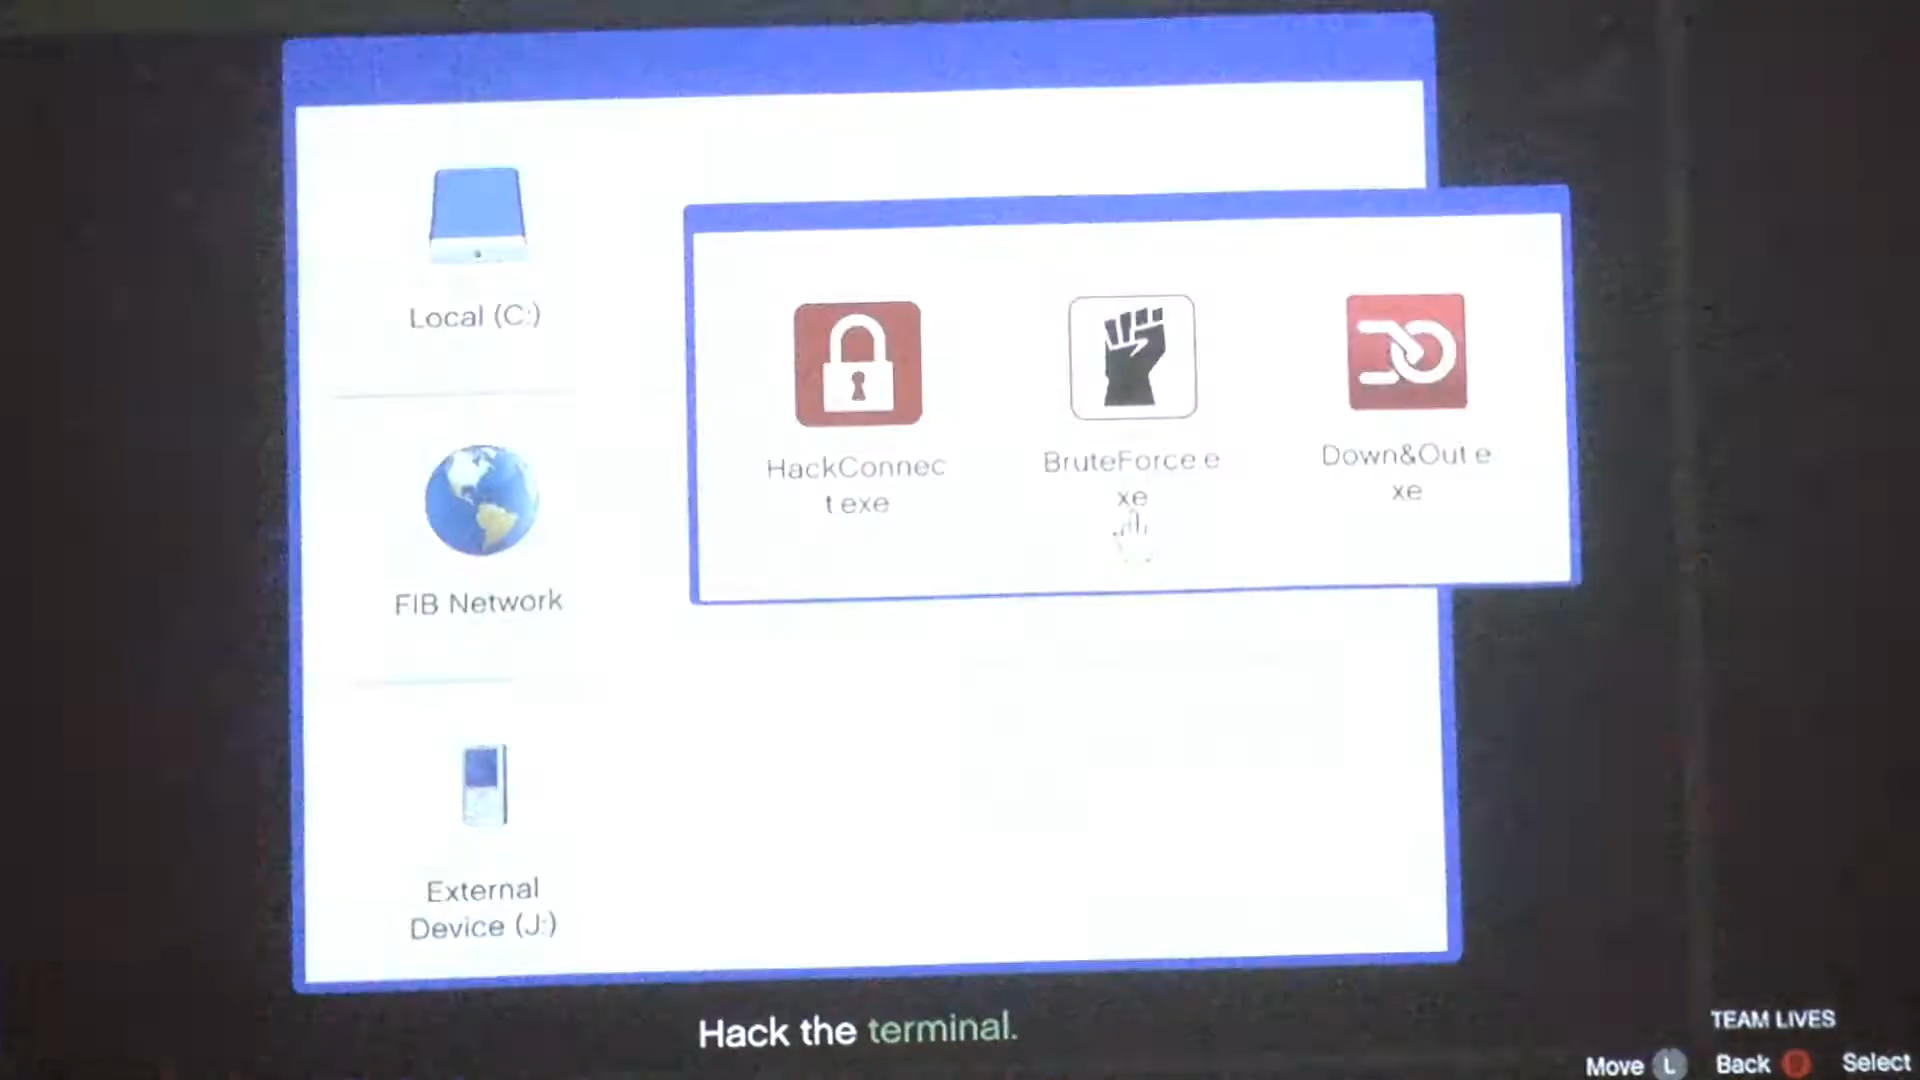 Local (C:)
HackConnec
t.exe
BruteForce.e
xe
Down&Out.e
xe
FIB Network
External
Device (J:)
Hack the terminal.
TEAM LIVES
Move L Back B Select